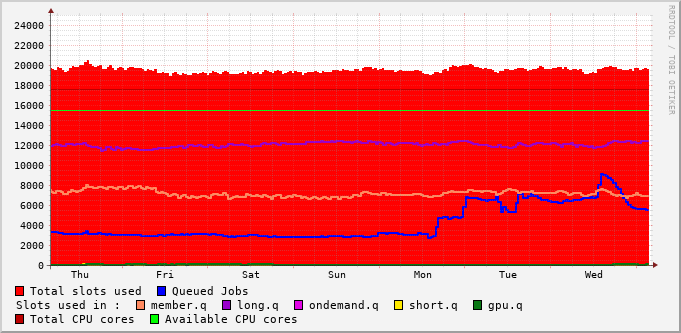 RRDTOOL / TOBI OETIKER
24000
22000
20000
18000
16000
14000
12000
10000
8000
6000
4000
2000
0
Thu Fri Sat Sun Mon Tue Wed
Total slots used Queued Jobs
Slots used in : member.q long.q ondemand.q short.q gpu.q
Total CPU cores Available CPU cores